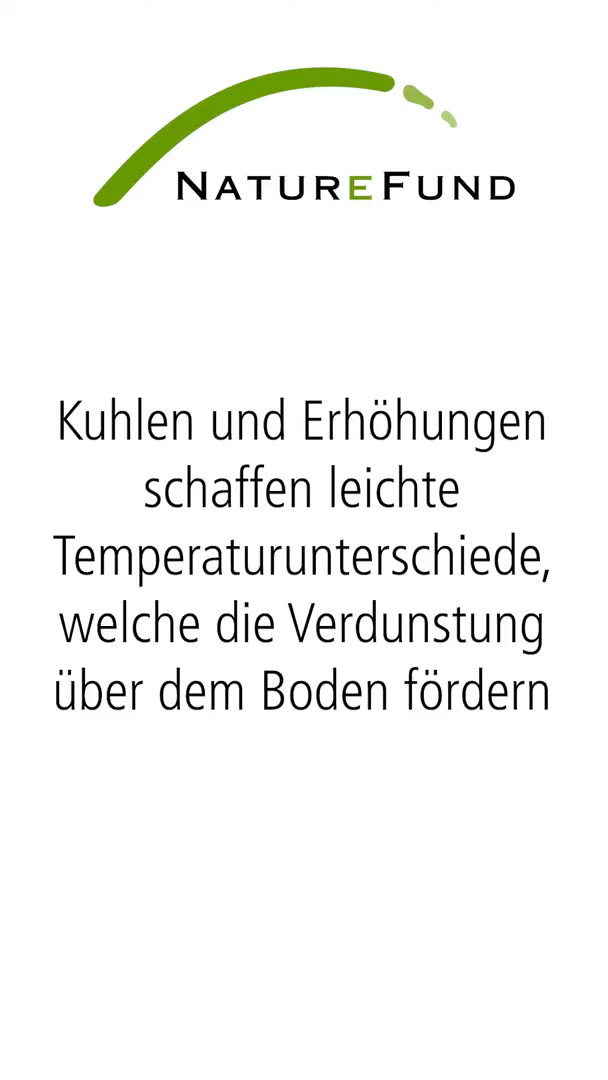 NATUREFUND
Kuhlen und Erhöhungen
schaffen leichte
Temperaturunterschiede,
welche die Verdunstung
über dem Boden fördern